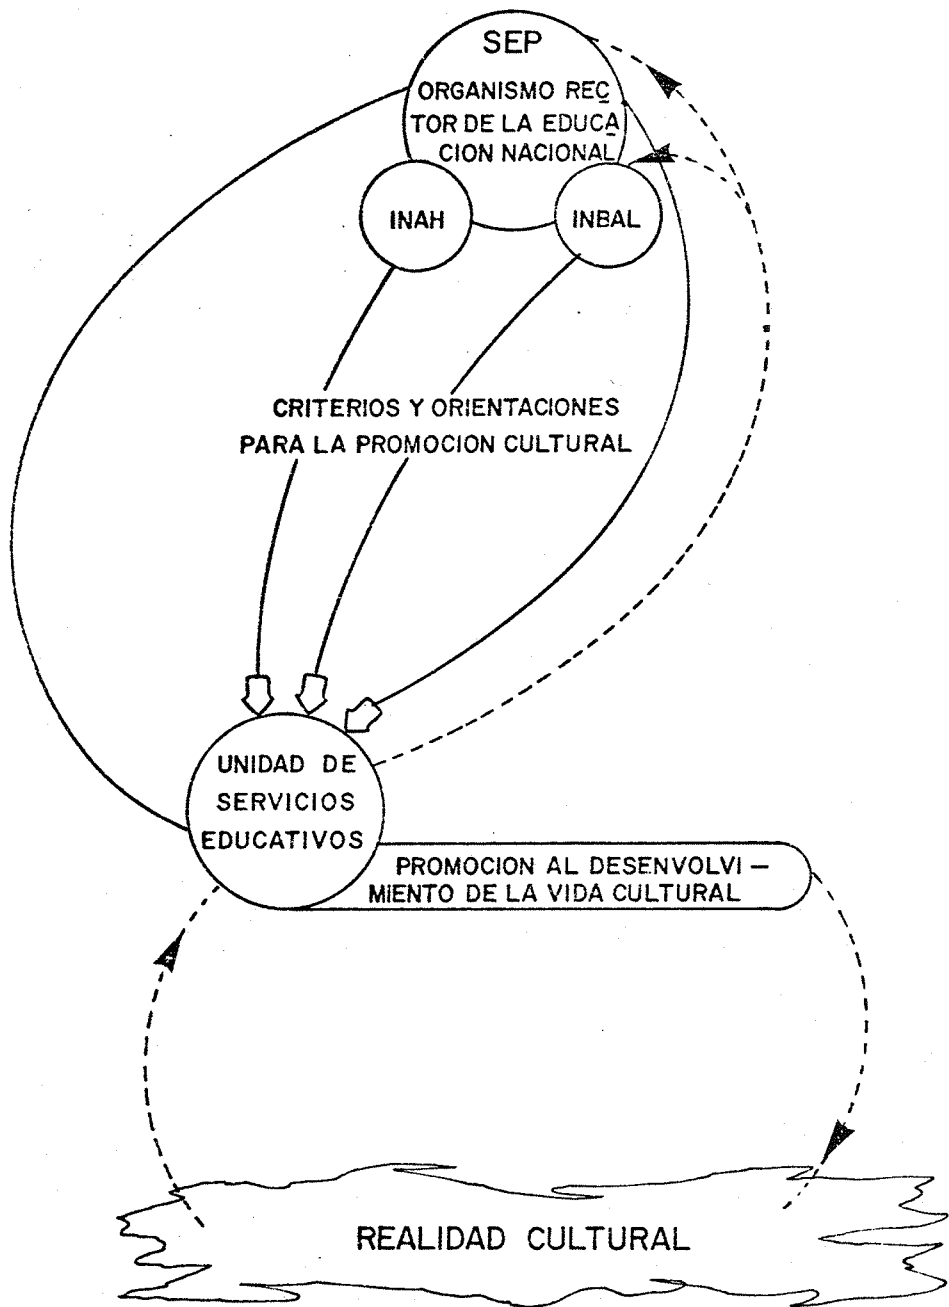 SEP
ORGANISMO REC
TOR DE LA EDUCA
CION NACIONAL
INAH
INBAL
CRITERIOS Y ORIENTACIONES
PARA LA PROMOCION CULTURAL
UNIDAD DE
SERVICIOS
EDUCATIVOS
PROMOCION AL DESENVOLVI –
MIENTO DE LA VIDA CULTURAL
REALIDAD CULTURAL